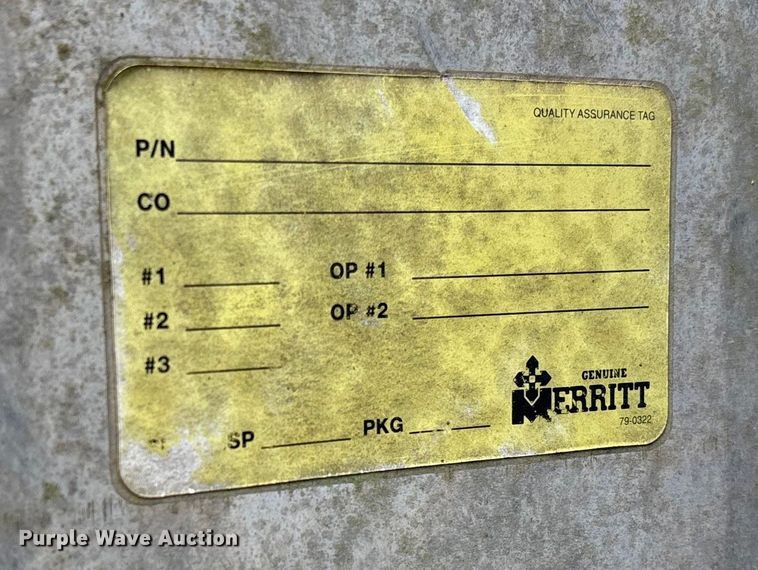 QUALITY ASSURANCE TAG
P/N
CO
#1 OP #1
#2 OP #2
#3
GENUINE
MERRITT
79-0322
SP PKG
Purple Wave Auction